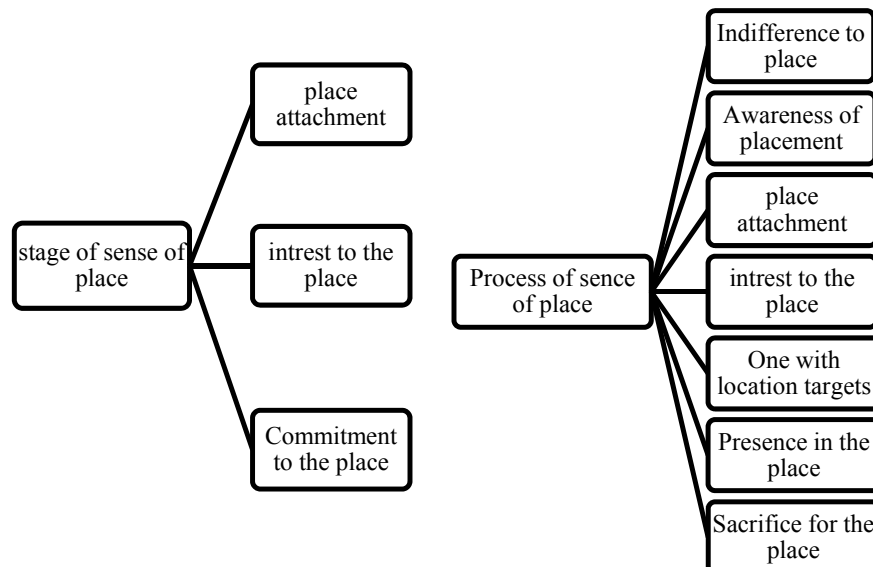 stage of sense of
place
place
attachment
intrest to the
place
Commitment
to the place
Process of sence
of place
Indifference to
place
Awareness of
placement
place
attachment
intrest to the
place
One with
location targets
Presence in the
place
Sacrifice for the
place